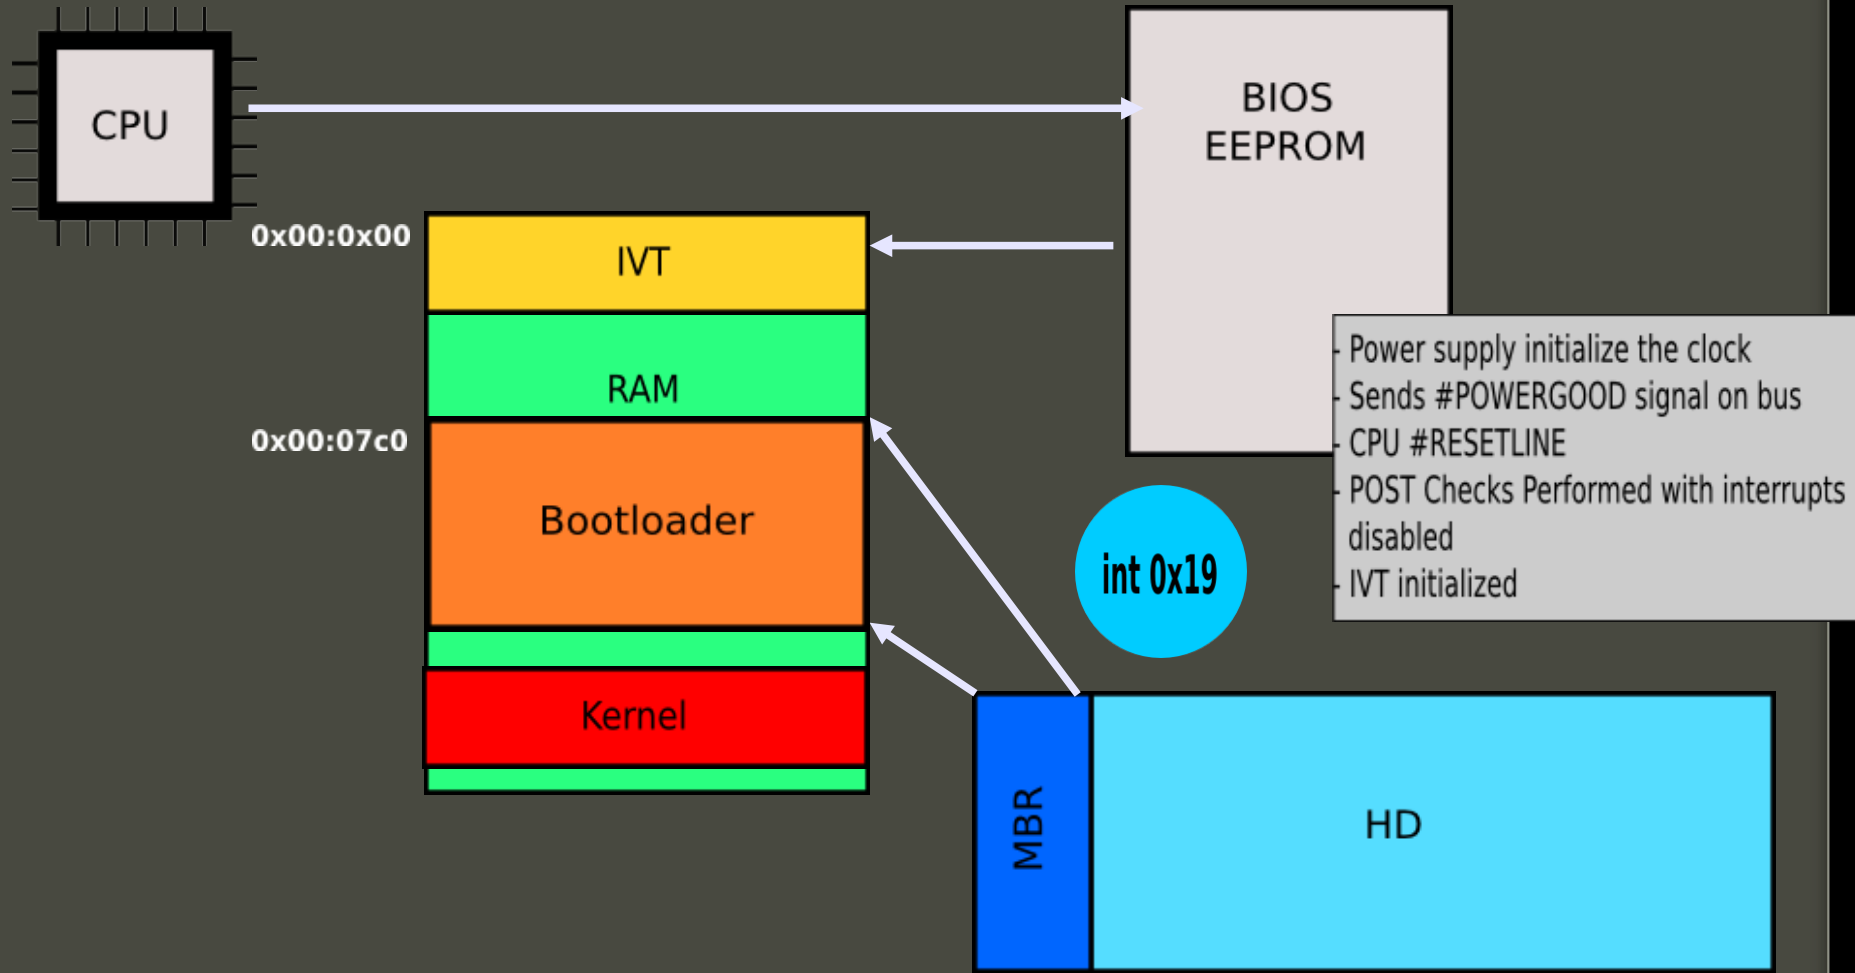 CPU
BIOS
EEPROM
0x00:0x00
IVT
RAM
0x00:07c0
Bootloader
Kernel
- Power supply initialize the clock
- Sends #POWERGOOD signal on bus
- CPU #RESETLINE
- POST Checks Performed with interrupts
disabled
- IVT initialized
int 0x19
MBR
HD